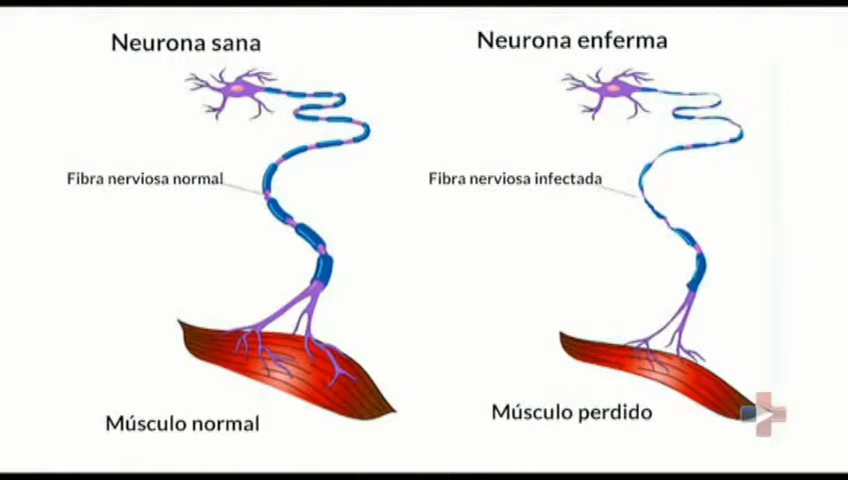 Neurona sana
Neurona enferma
Fibra nerviosa normal
Fibra nerviosa infectada
Músculo normal
Músculo perdido